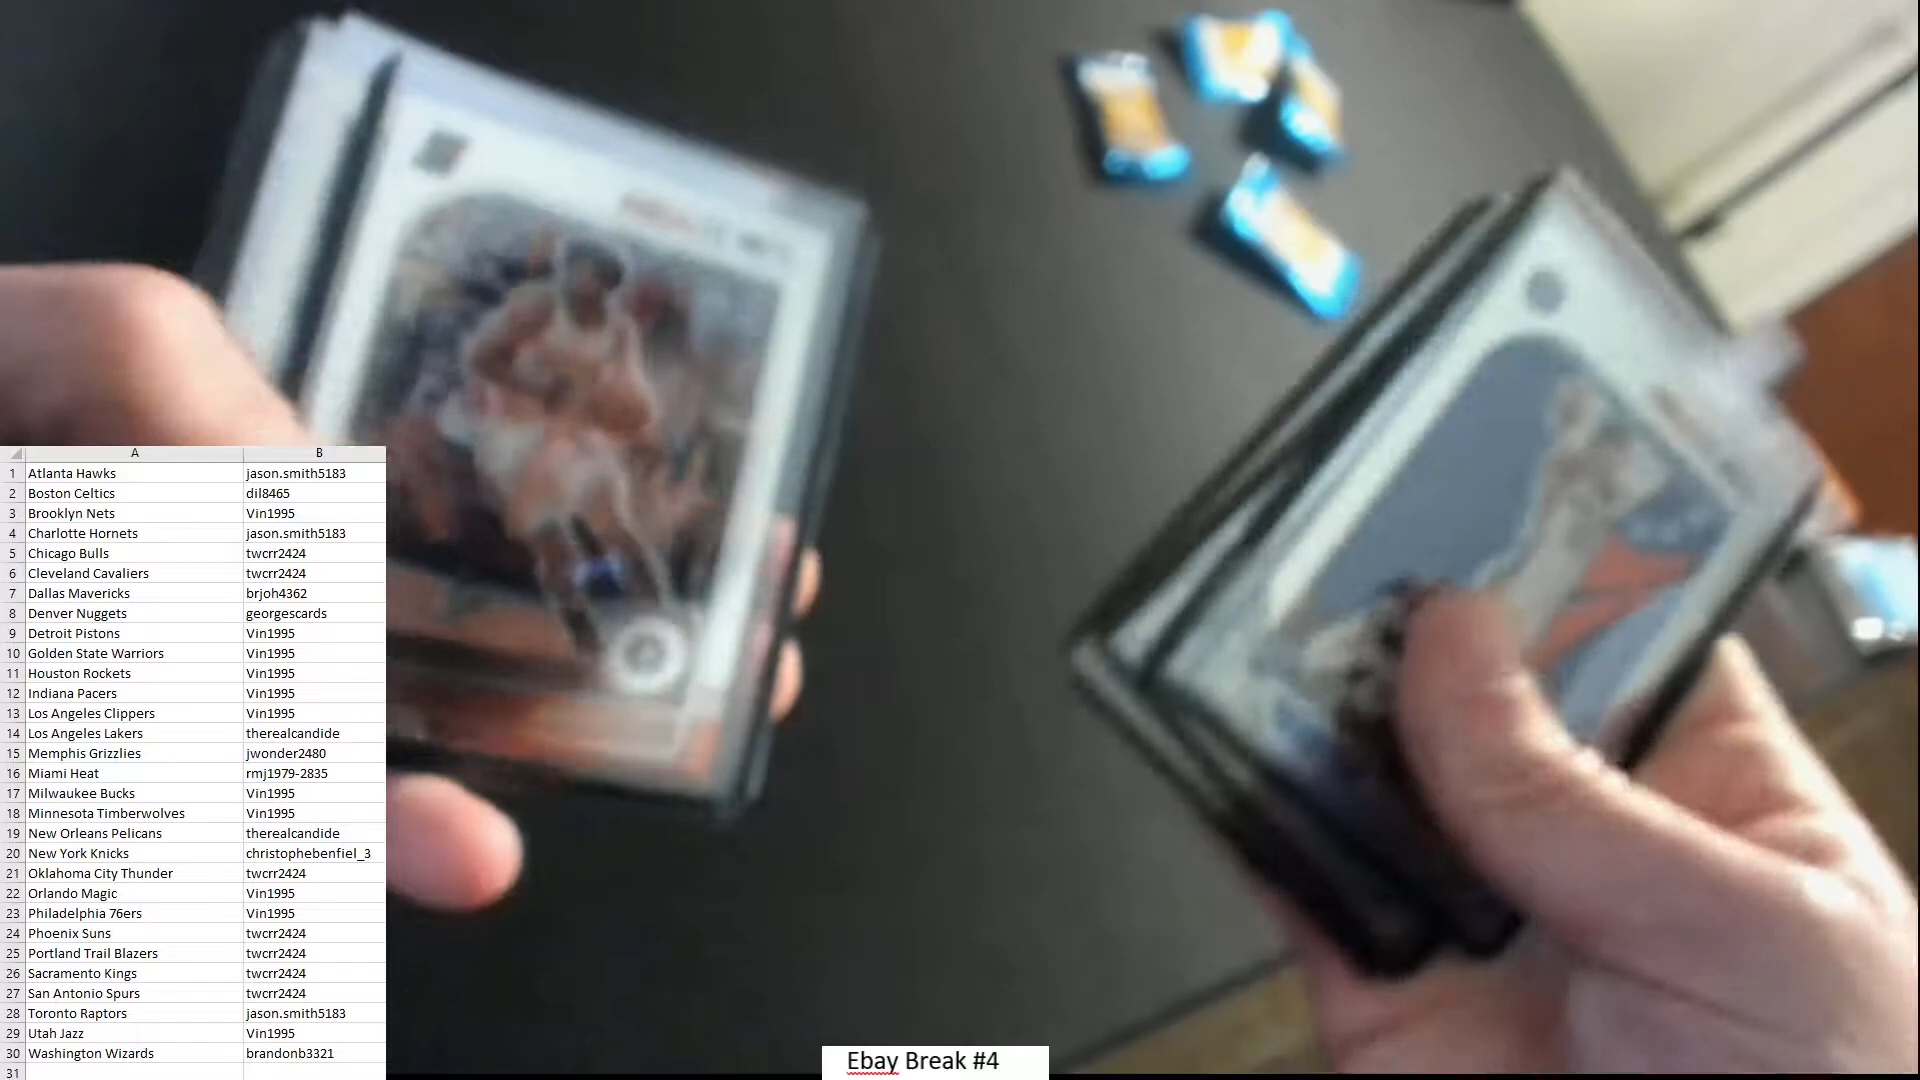 A B
1 Atlanta Hawks jason.smith5183
2 Boston Celtics dil8465
3 Brooklyn Nets Vin1995
4 Charlotte Hornets jason.smith5183
5 Chicago Bulls twcrr2424
6 Cleveland Cavaliers twcrr2424
7 Dallas Mavericks brjoh4362
8 Denver Nuggets georgescards
9 Detroit Pistons Vin1995
10 Golden State Warriors Vin1995
11 Houston Rockets Vin1995
12 Indiana Pacers Vin1995
13 Los Angeles Clippers Vin1995
14 Los Angeles Lakers therealcandide
15 Memphis Grizzlies jwonder2480
16 Miami Heat rmj1979-2835
17 Milwaukee Bucks Vin1995
18 Minnesota Timberwolves Vin1995
19 New Orleans Pelicans therealcandide
20 New York Knicks christophebenfiel_3
21 Oklahoma City Thunder twcrr2424
22 Orlando Magic Vin1995
23 Philadelphia 76ers Vin1995
24 Phoenix Suns twcrr2424
25 Portland Trail Blazers twcrr2424
26 Sacramento Kings twcrr2424
27 San Antonio Spurs twcrr2424
28 Toronto Raptors jason.smith5183
29 Utah Jazz Vin1995
30 Washington Wizards brandonb3321
31
Ebay Break #4